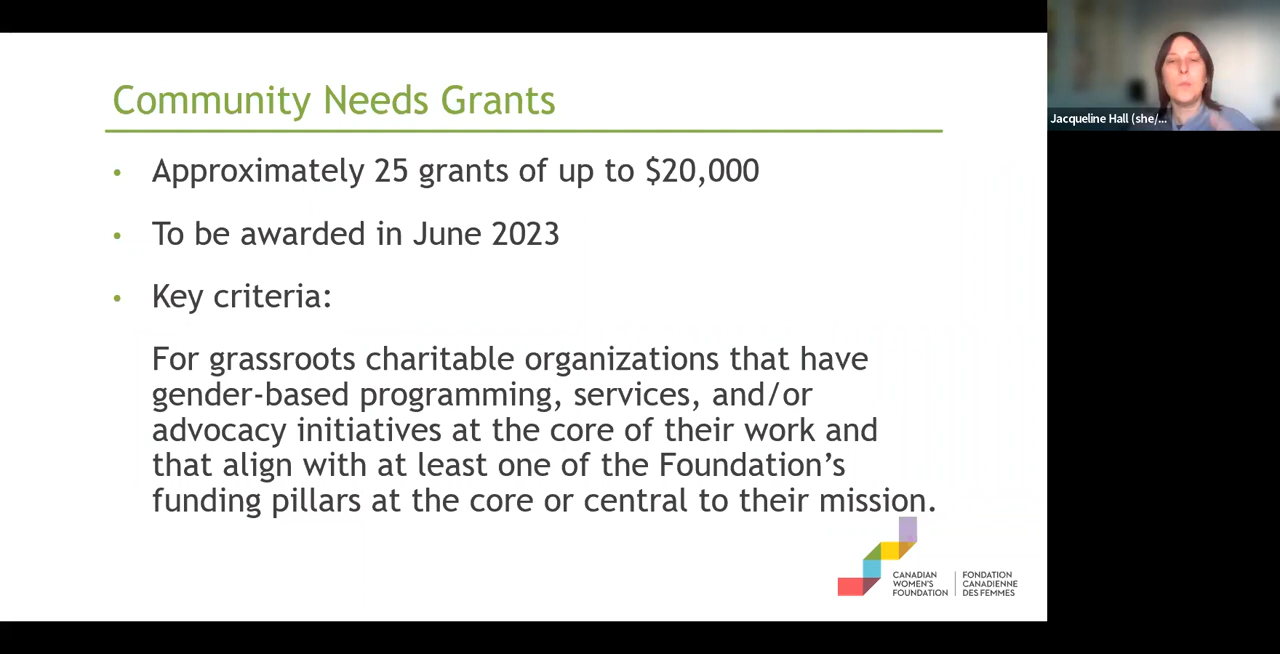 Community Needs Grants
• Approximately 25 grants of up to $20,000
• To be awarded in June 2023
• Key criteria:
For grassroots charitable organizations that have
gender-based programming, services, and/or
advocacy initiatives at the core of their work and
that align with at least one of the Foundation’s
funding pillars at the core or central to their mission.
CANADIAN
WOMEN'S
FOUNDATION
FONDATION
CANADIENNE
DES FEMMES
Jacqueline Hall (she/...